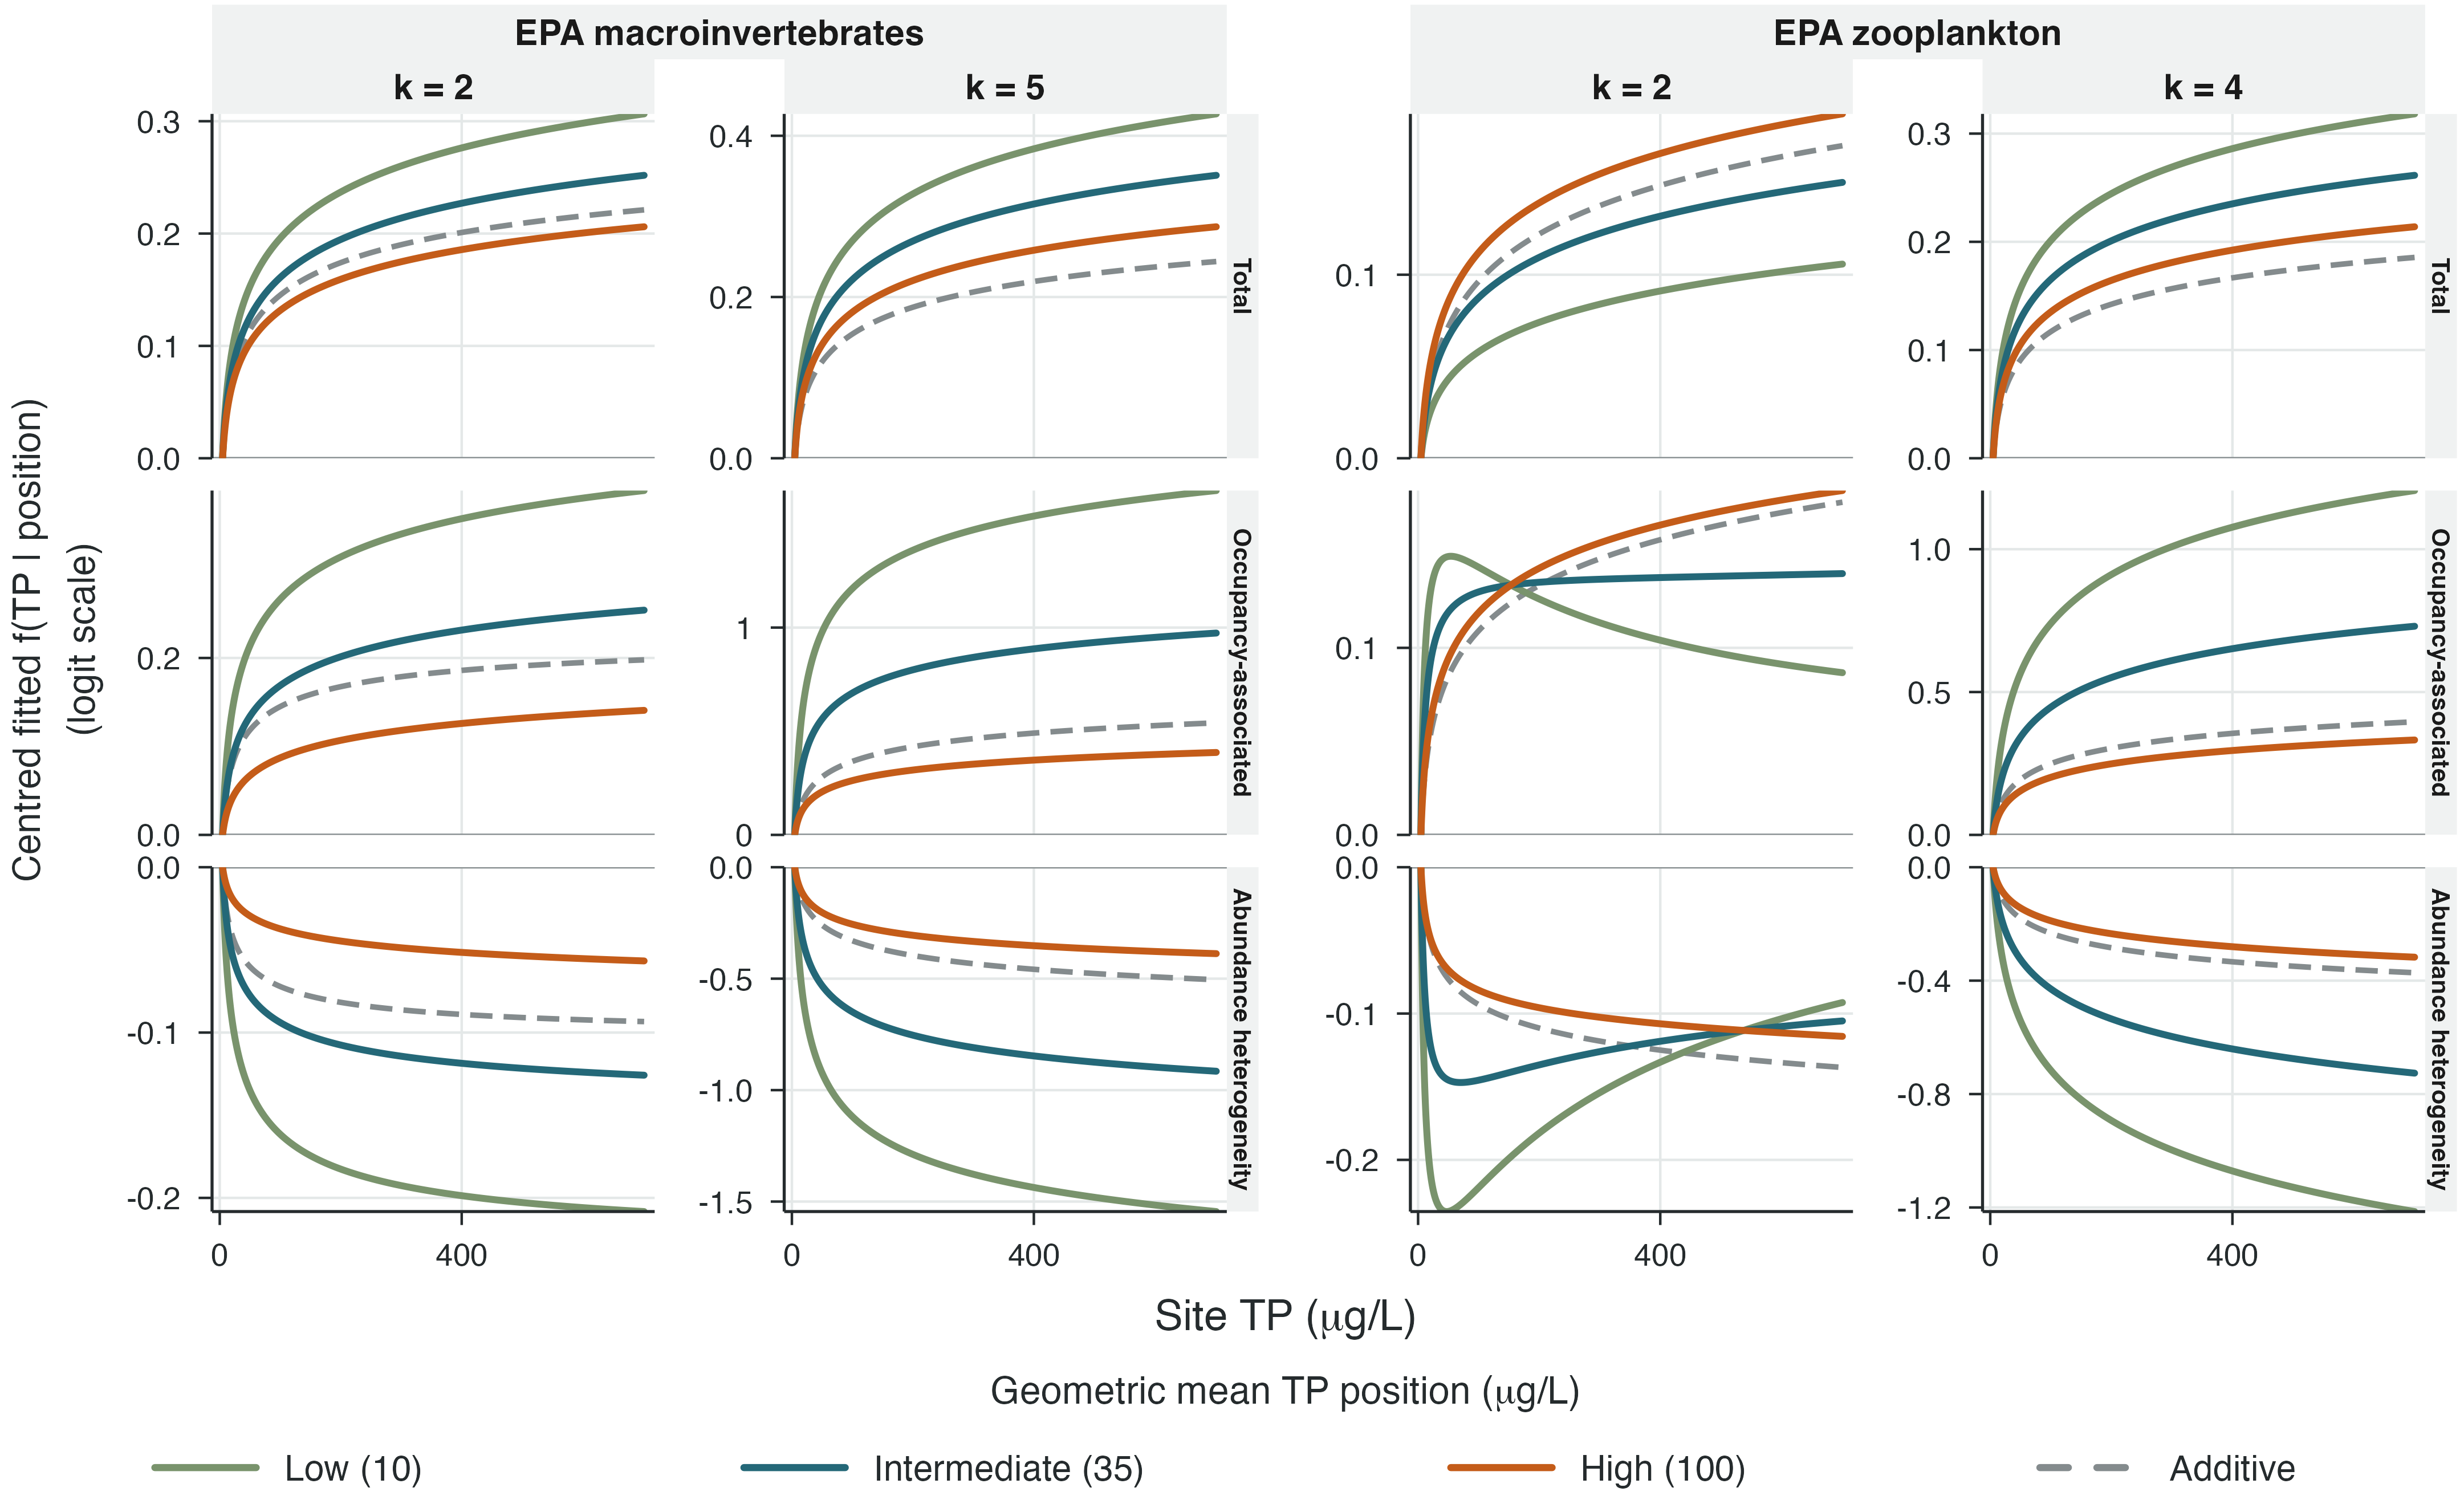 EPA macroinvertebrates
EPA zooplankton
k = 2
k = 5
k = 2
k = 4
0.3
0.2
0.1
0.0
0.4
0.2
0.0
Total
0.1
0.0
0.3
0.2
0.1
0.0
Total
Centred fitted f(TP | position)
(logit scale)
0.2
0.0
1
0
Occupancy-associated
0.1
0.0
1.0
0.5
0.0
Occupancy-associated
0.0
-0.1
-0.2
0.0
-0.5
-1.0
-1.5
Abundance heterogeneity
0.0
-0.1
-0.2
0.0
-0.4
-0.8
-1.2
Abundance heterogeneity
0 400
0 400
0 400
0 400
Site TP (μg/L)
Geometric mean TP position (μg/L)
Low (10)
Intermediate (35)
High (100)
Additive